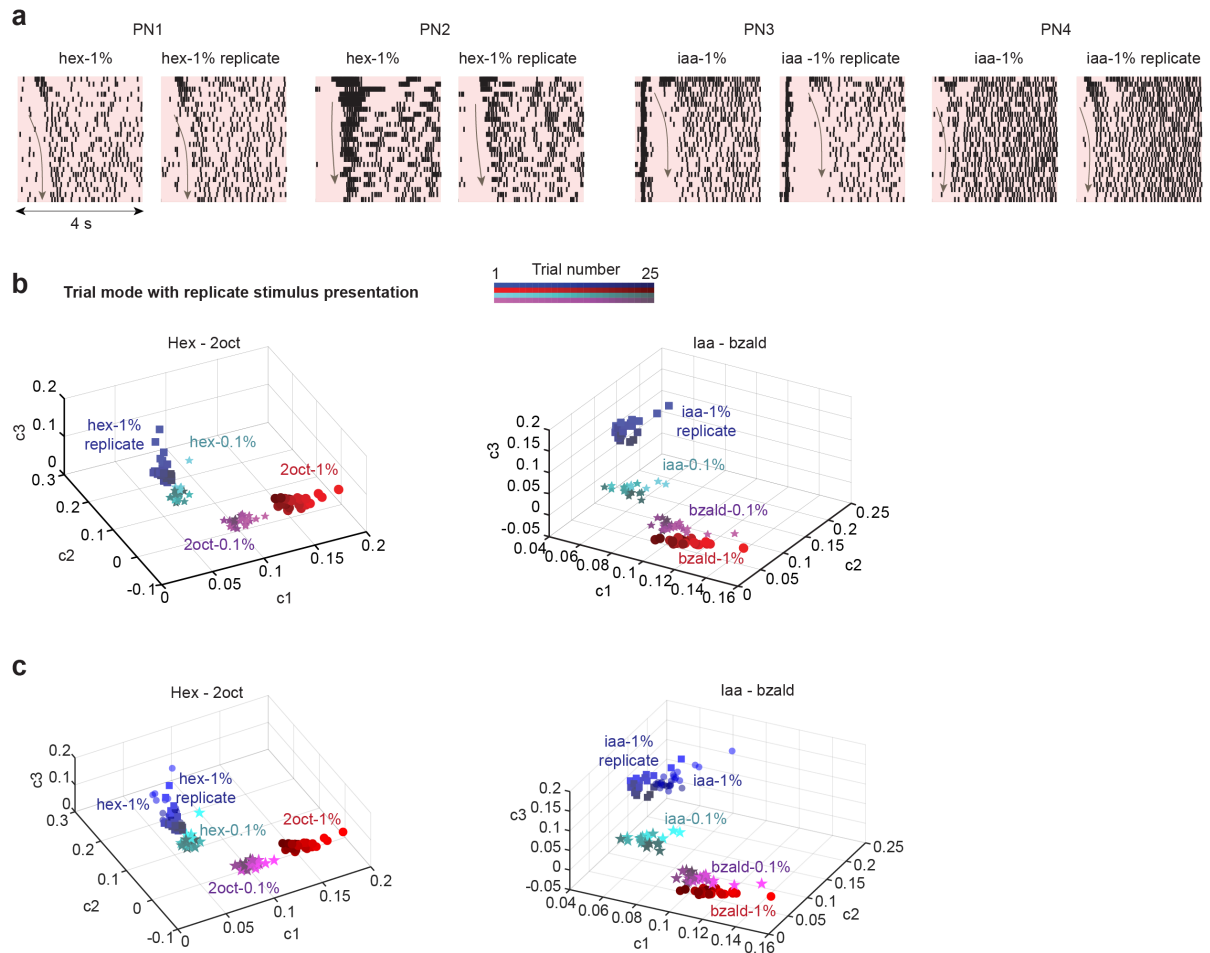 a
PN1 PN2 PN3 PN4
hex-1% hex-1% replicate hex-1% hex-1% replicate iaa-1% iaa -1% replicate iaa-1% iaa-1% replicate
4 s
b
Trial mode with replicate stimulus presentation
Trial number
1 25
Hex - 2oct
hex-1%
replicate
hex-0.1%
2oct-1%
2oct-0.1%
c3
0.2
0.1
0
c2
0.3
0.2
0.1
0
-0.1
c1
0 0.05 0.1 0.15 0.2
Iaa - bzald
iaa-1%
replicate
iaa-0.1%
bzald-0.1%
bzald-1%
c3
0.2
0.15
0.1
0.05
0
-0.05
c1
0.04 0.06 0.08 0.1 0.12 0.14 0.16
c2
0 0.05 0.1 0.15 0.2 0.25
c
Hex - 2oct
hex-1%
hex-1%
replicate
hex-0.1%
2oct-1%
2oct-0.1%
c3
0.2
0.1
0
c2
0.3
0.2
0.1
0
-0.1
c1
0 0.05 0.1 0.15 0.2
Iaa - bzald
iaa-1%
replicate
iaa-1%
iaa-0.1%
bzald-0.1%
bzald-1%
c3
0.2
0.15
0.1
0.05
0
-0.05
c1
0.04 0.06 0.08 0.1 0.12 0.14 0.16
c2
0 0.05 0.1 0.15 0.2 0.25